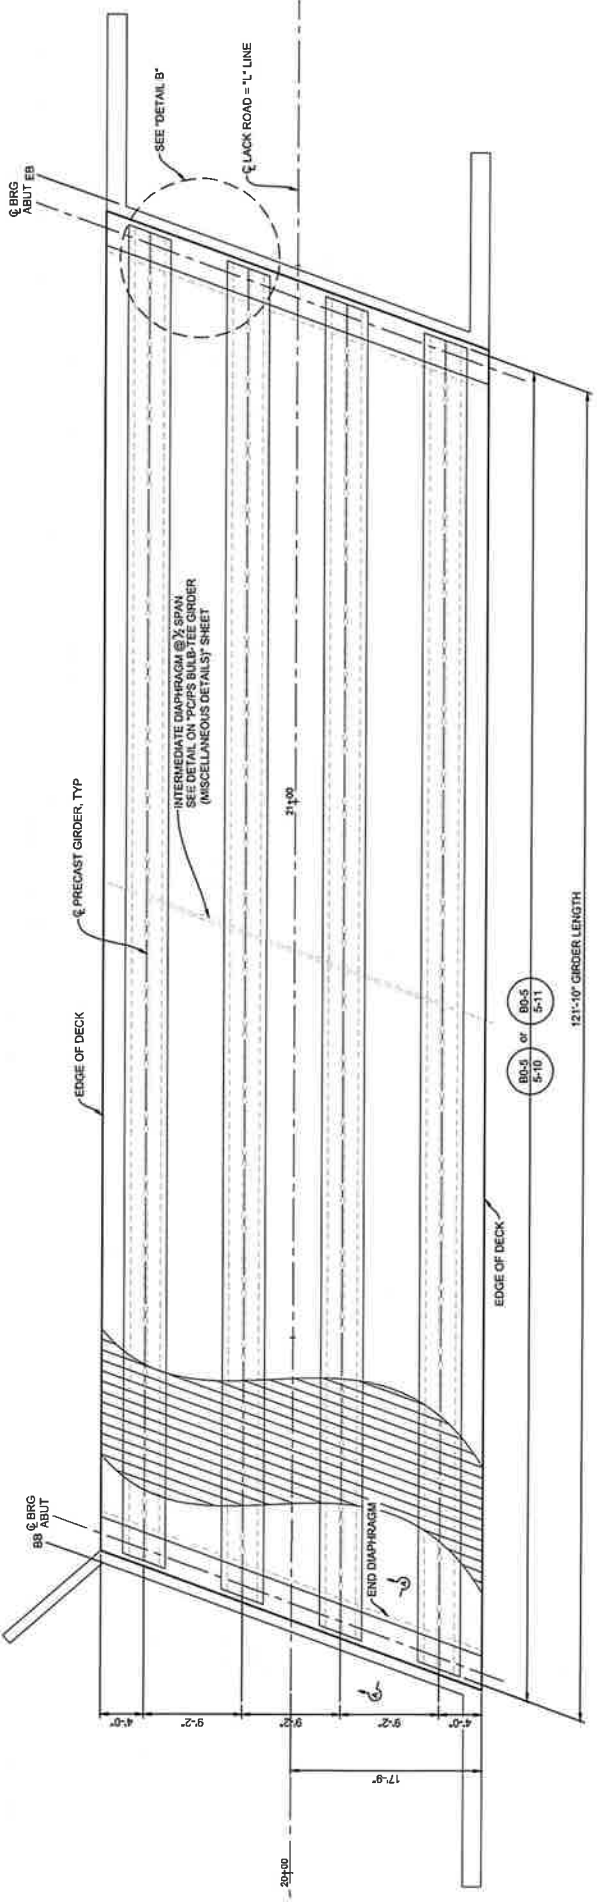 ℄ BRG
ABUT EB
SEE "DETAIL B"
℄ LACK ROAD = "L" LINE
INTERMEDIATE DIAPHRAGM @ ½ SPAN
SEE DETAIL ON "PC/PS BULB-TEE GIRDER
(MISCELLANEOUS DETAILS)" SHEET
℄ PRECAST GIRDER, TYP
21+00
EDGE OF DECK
B0-5
5-10
or
B0-5
5-11
121'-10" GIRDER LENGTH
EDGE OF DECK
BB ℄ BRG
ABUT
END DIAPHRAGM
A
A
4'-0"
9'-2"
9'-2"
9'-2"
4'-0"
17'-9"
20+00